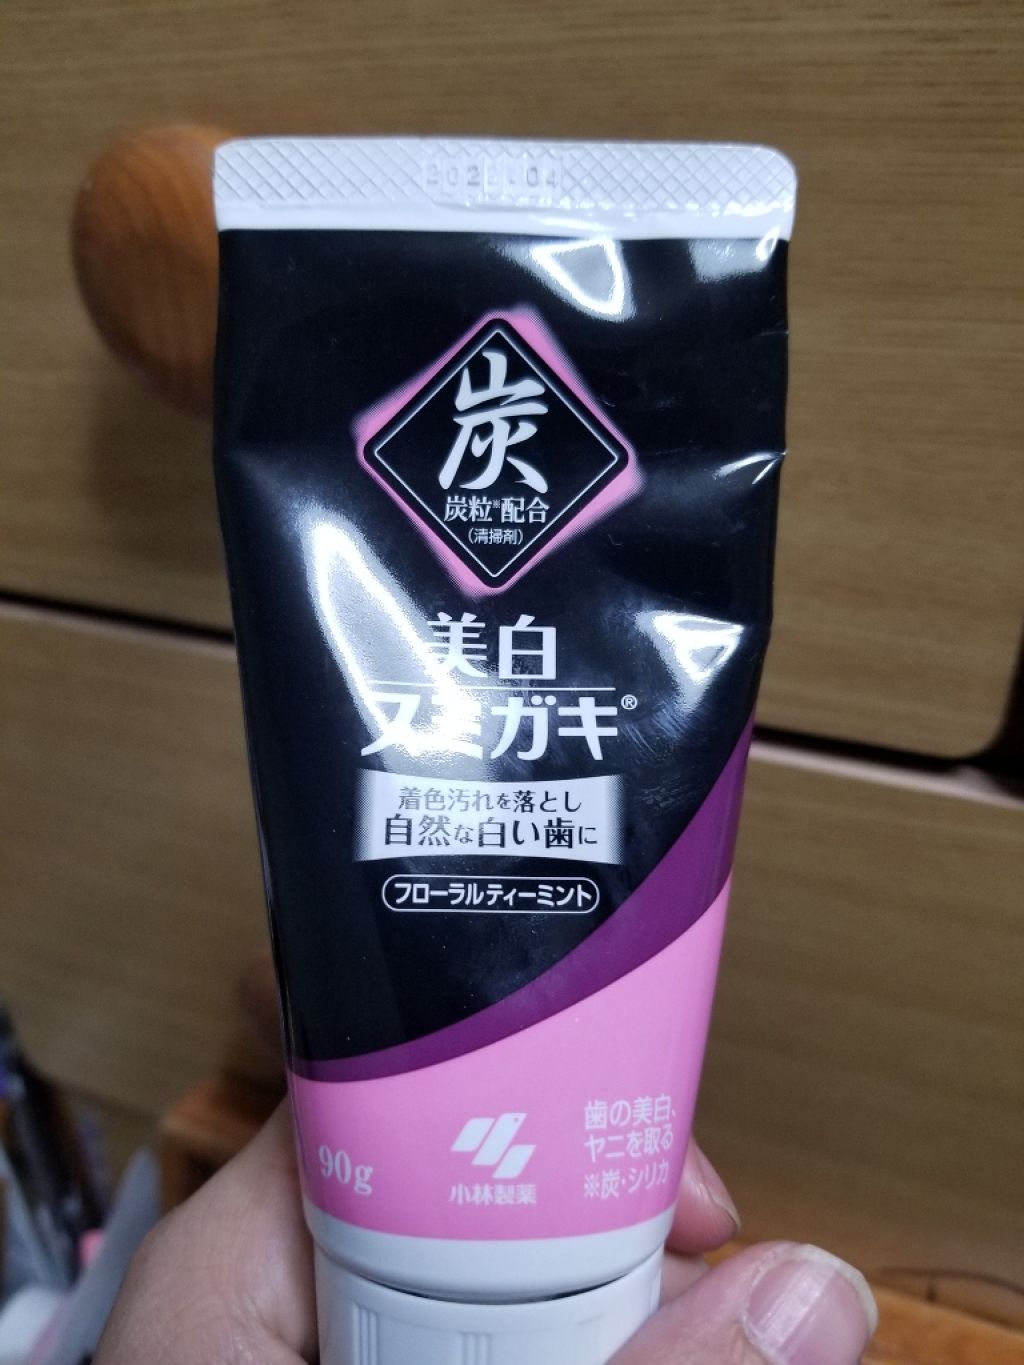 炭
炭粒※配合
(清掃剤)
美白
スミガキ®
着色汚れを落とし
自然な白い歯に
フローラルティーミント
90g
小林製薬
歯の美白、
ヤニを取る
※炭・シリカ